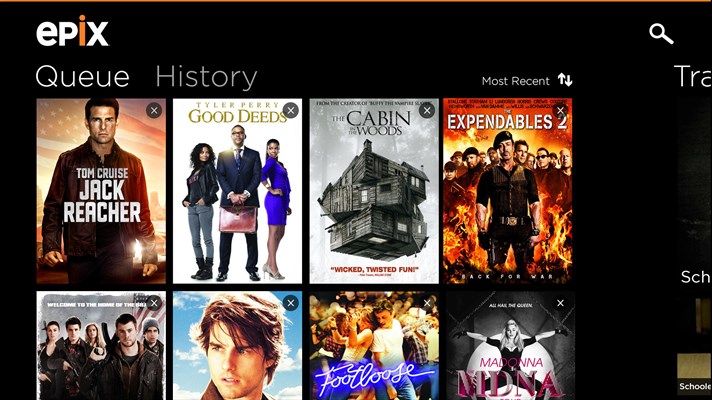 epix
Queue
History
Most Recent
Tra
TOM CRUISE
JACK
REACHER
TYLER PERRY
GOOD DEEDS
FROM THE CREATOR OF 'BUFFY THE VAMPIRE SLAYER'
THE CABIN
IN THE
WOODS
"WICKED, TWISTED FUN!"
THE
EXPENDABLES 2
BACK FOR WAR
Sch
WELCOME TO THE HOME OF THE
Footloose
ALL HAIL THE QUEEN.
MADONNA
MDNA
Schoole